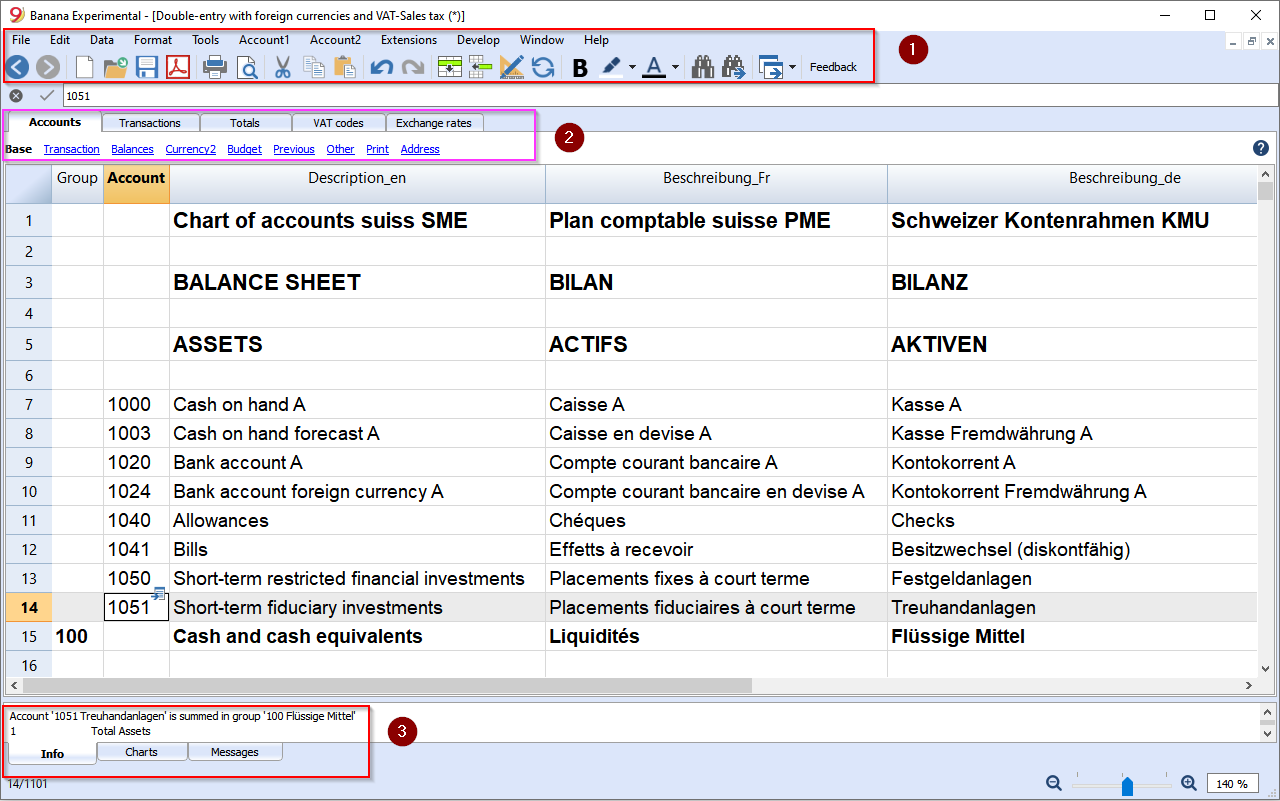 Banana Experimental - [Double-entry with foreign currencies and VAT-Sales tax (*)]
File Edit Data Format Tools Account1 Account2 Extensions Develop Window Help
1
B A Feedback
1051
Accounts Transactions Totals VAT codes Exchange rates
2
Base Transaction Balances Currency2 Budget Previous Other Print Address
?
Group Account Description_en Beschreibung_Fr Beschreibung_de
1 Chart of accounts suiss SME Plan comptable suisse PME Schweizer Kontenrahmen KMU
2
3 BALANCE SHEET BILAN BILANZ
4
5 ASSETS ACTIFS AKTIVEN
6
7 1000 Cash on hand A Caisse A Kasse A
8 1003 Cash on hand forecast A Caisse en devise A Kasse Fremdwährung A
9 1020 Bank account A Compte courant bancaire A Kontokorrent A
10 1024 Bank account foreign currency A Compte courant bancaire en devise A Kontokorrent Fremdwährung A
11 1040 Allowances Chéques Checks
12 1041 Bills Effetts à recevoir Besitzwechsel (diskontfähig)
13 1050 Short-term restricted financial investments Placements fixes à court terme Festgeldanlagen
14 1051 Short-term fiduciary investments Placements fiduciaires à court terme Treuhandanlagen
15 100 Cash and cash equivalents Liquidités Flüssige Mittel
16
Account '1051 Treuhandanlagen' is summed in group '100 Flüssige Mittel'
1 Total Assets
3
Info Charts Messages
14/1101
140 %